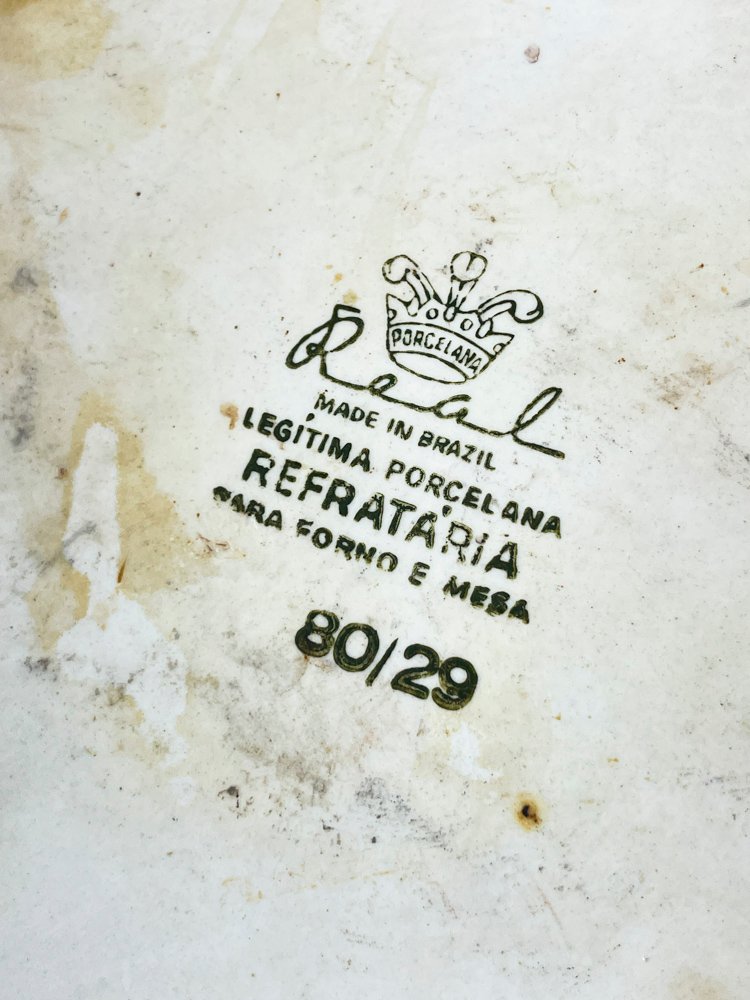 PORCELANA
Real
MADE IN BRAZIL
LEGÍTIMA PORCELANA
REFRATÁRIA
PARA FORNO E MESA
80/29